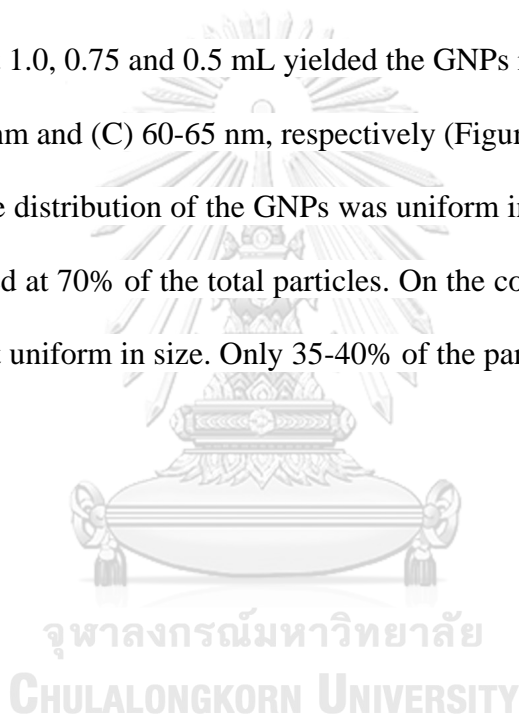 1.0, 0.75 and 0.5 mL yielded the GNPs
nm and (C) 60-65 nm, respectively (Figur
distribution of the GNPs was uniform in
d at 70% of the total particles. On the co
uniform in size. Only 35-40% of the par
จุฬาลงกรณ์มหาวิทยาลัย
CHULALONGKORN UNIVERSITY